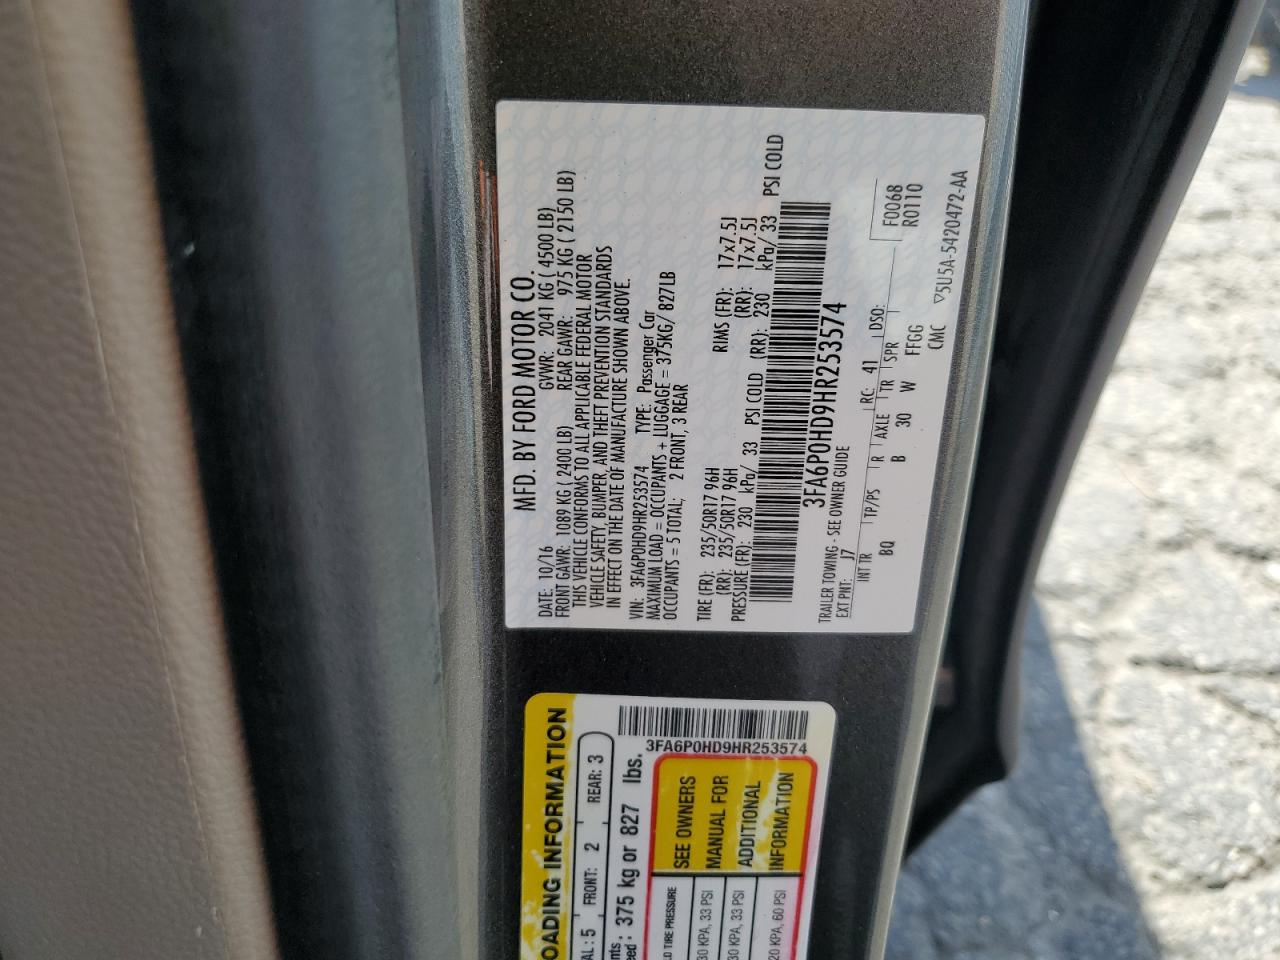 MFD. BY FORD MOTOR CO.
DATE: 10/16 GVWR: 2041 KG ( 4500 LB)
FRONT GAWR: 1089 KG ( 2400 LB) REAR GAWR: 975 KG ( 2150 LB)
THIS VEHICLE CONFORMS TO ALL APPLICABLE FEDERAL MOTOR
VEHICLE SAFETY, BUMPER, AND THEFT PREVENTION STANDARDS
IN EFFECT ON THE DATE OF MANUFACTURE SHOWN ABOVE.
VIN: 3FA6P0HD9HR253574 TYPE: Passenger Car
MAXIMUM LOAD = OCCUPANTS + LUGGAGE = 375KG/ 827LB
OCCUPANTS = 5 TOTAL; 2 FRONT, 3 REAR
TIRE (FR): 235/50R17 96H RIMS (FR): 17x7.5J
(RR): 235/50R17 96H (RR): 17x7.5J
PRESSURE (FR): 230 kPa/ 33 PSI COLD (RR): 230 kPa/ 33 PSI COLD
3FA6P0HD9HR253574
TRAILER TOWING - SEE OWNER GUIDE
EXT PNT: J7 RC: 41 DSO: F0068
INT TR TP/PS R AXLE TR SPR R0110
BQ B 30 W FFGG
CMC ▽5U5A-5420472-AA
OADING INFORMATION
AL: 5 FRONT: 2 REAR: 3
nts
eed: 375 kg or 827 lbs.
3FA6P0HD9HR253574
LD TIRE PRESSURE
30 KPA, 33 PSI
30 KPA, 33 PSI
20 KPA, 60 PSI
SEE OWNERS
MANUAL FOR
ADDITIONAL
INFORMATION